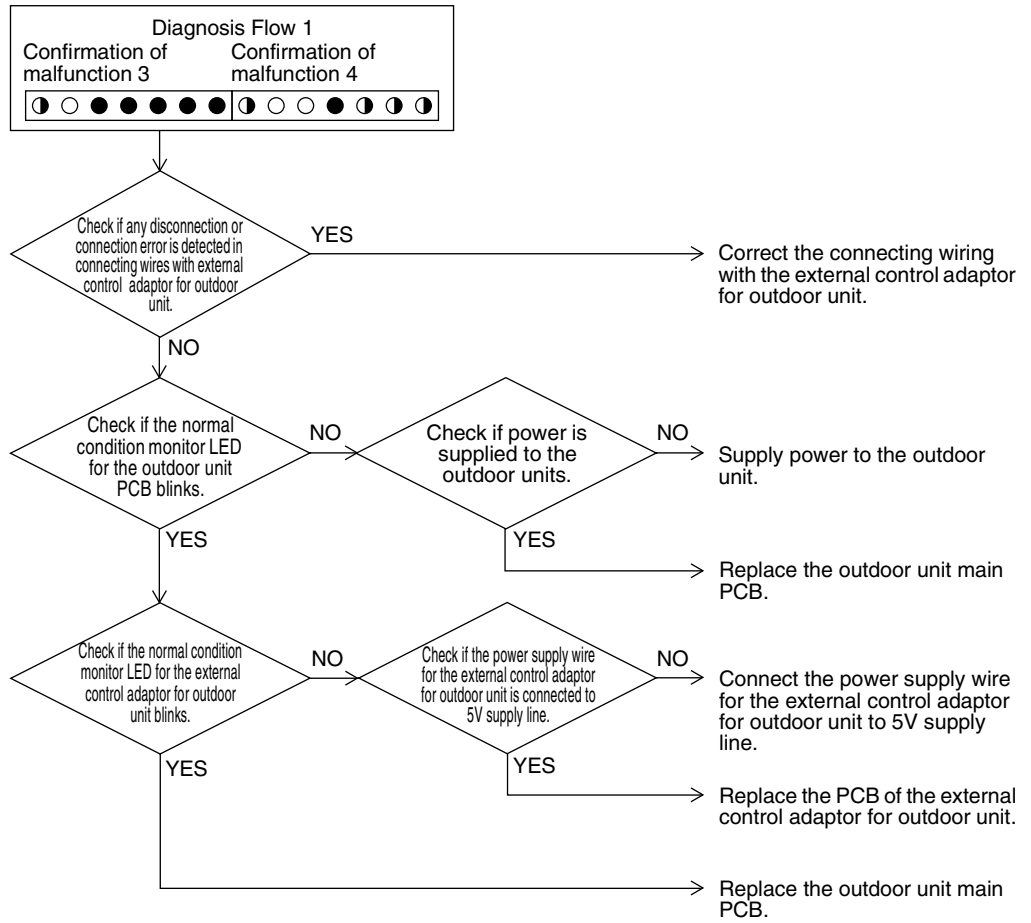 Diagnosis Flow 1
Confirmation of
malfunction 3
Confirmation of
malfunction 4
Check if any disconnection or
connection error is detected in
connecting wires with external
control adaptor for outdoor
unit.
YES
Correct the connecting wiring
with the external control adaptor
for outdoor unit.
NO
Check if the normal
condition monitor LED
for the outdoor unit
PCB blinks.
NO
Check if power is
supplied to the
outdoor units.
NO
Supply power to the outdoor
unit.
YES
YES
Replace the outdoor unit main
PCB.
Check if the normal condition
monitor LED for the external
control adaptor for outdoor
unit blinks.
NO
Check if the power supply wire
for the external control adaptor
for outdoor unit is connected to
5V supply line.
NO
Connect the power supply wire
for the external control adaptor
for outdoor unit to 5V supply
line.
YES
YES
Replace the PCB of the external
control adaptor for outdoor unit.
Replace the outdoor unit main
PCB.